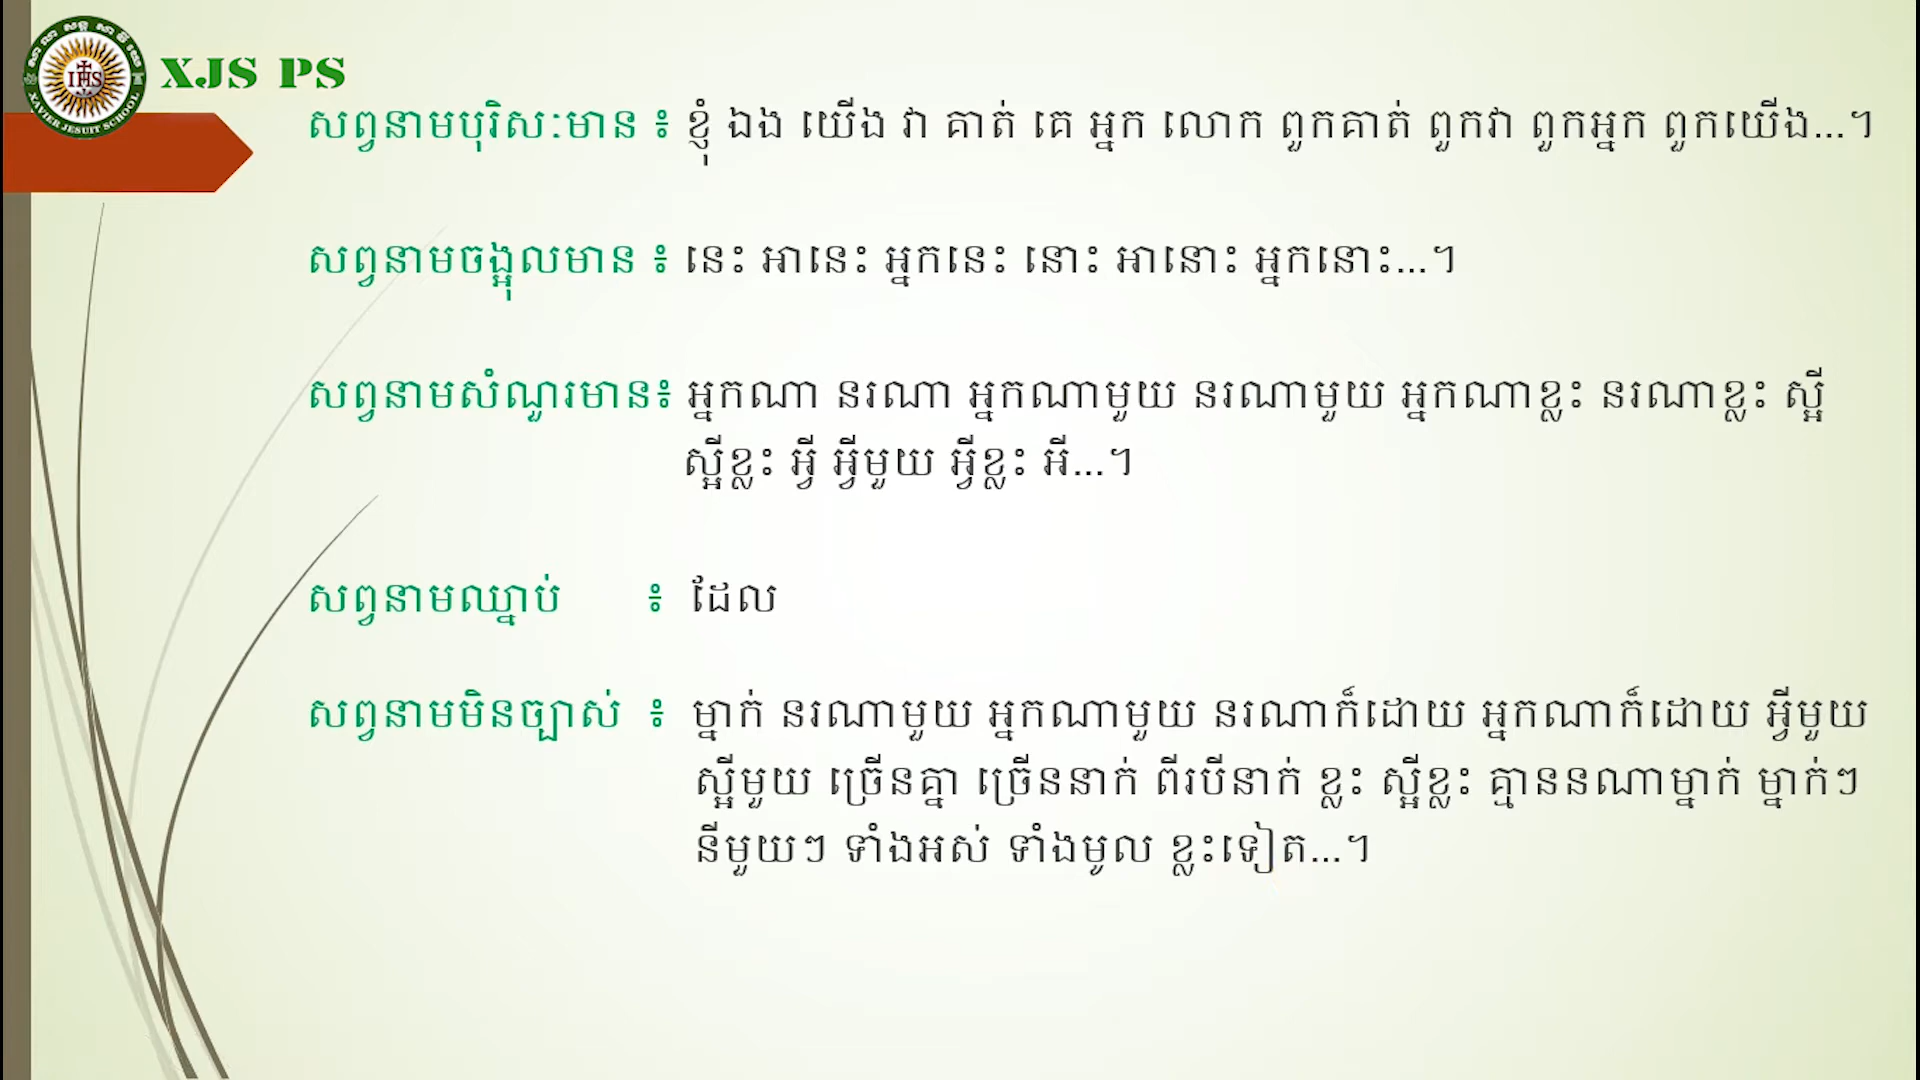 XJS PS
XAVIER JESUIT SCHOOL
IHS
សព្វនាមបុរិសៈមាន ៖ ខ្ញុំ ឯង យើង វា គាត់ គេ អ្នក លោក ពួកគាត់ ពួកវា ពួកអ្នក ពួកយើង...។
សព្វនាមចង្អុលមាន ៖ នេះ អានេះ អ្នកនេះ នោះ អានោះ អ្នកនោះ...។
សព្វនាមសំណួរមាន៖ អ្នកណា នរណា អ្នកណាមួយ នរណាមួយ អ្នកណាខ្លះ នរណាខ្លះ ស្អី
ស្អីខ្លះ អ្វី អ្វីមួយ អ្វីខ្លះ អី...។
សព្វនាមឈ្នាប់ ៖ ដែល
សព្វនាមមិនច្បាស់ ៖ ម្នាក់ នរណាមួយ អ្នកណាមួយ នរណាក៏ដោយ អ្នកណាក៏ដោយ អ្វីមួយ
ស្អីមួយ ច្រើនគ្នា ច្រើននាក់ ពីរបីនាក់ ខ្លះ ស្អីខ្លះ គ្មាននណាម្នាក់ ម្នាក់ៗ
នីមួយៗ ទាំងអស់ ទាំងមូល ខ្លះទៀត...។